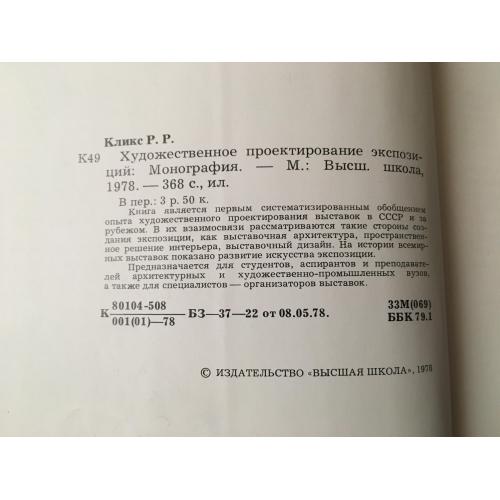 Кликс Р. Р.
К49 Художественное проектирование экспози-
ций: Монография. — М.: Высш. школа,
1978. — 368 с., ил.
В пер.: 3 р. 50 к.
Книга является первым систематизированным обобщением
опыта художественного проектирования выставок в СССР и за
рубежом. В их взаимосвязи рассматриваются такие стороны со-
здания экспозиции, как выставочная архитектура, пространствен-
ное решение интерьера, выставочный дизайн. На истории всемир-
ных выставок показано развитие искусства экспозиции.
Предназначается для студентов, аспирантов и преподавате-
лей архитектурных и художественно-промышленных вузов,
а также для специалистов — организаторов выставок.
К 80104-508 / 001(01)—78 БЗ—37—22 от 08.05.78. 33М(069) / ББК 79.1
© ИЗДАТЕЛЬСТВО «ВЫСШАЯ ШКОЛА», 1978